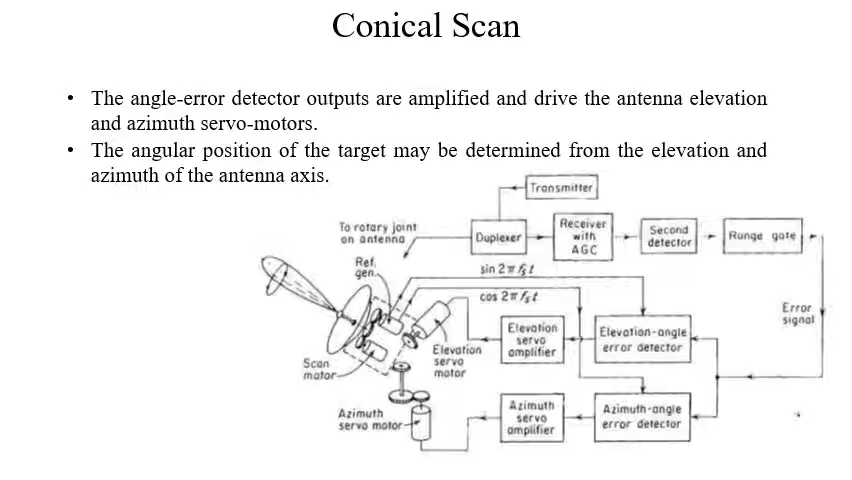 Conical Scan
• The angle-error detector outputs are amplified and drive the antenna elevation
and azimuth servo-motors.
• The angular position of the target may be determined from the elevation and
azimuth of the antenna axis.
Transmitter
To rotary joint
on antenna
Duplexer
Receiver
with
AGC
Second
detector
Range gate
Ref.
gen.
sin 2π fₛt
cos 2π fₛt
Error
signal
Elevation
servo
amplifier
Elevation-angle
error detector
Elevation
servo
motor
Scan
motor
Azimuth
servo motor
Azimuth
servo
amplifier
Azimuth-angle
error detector